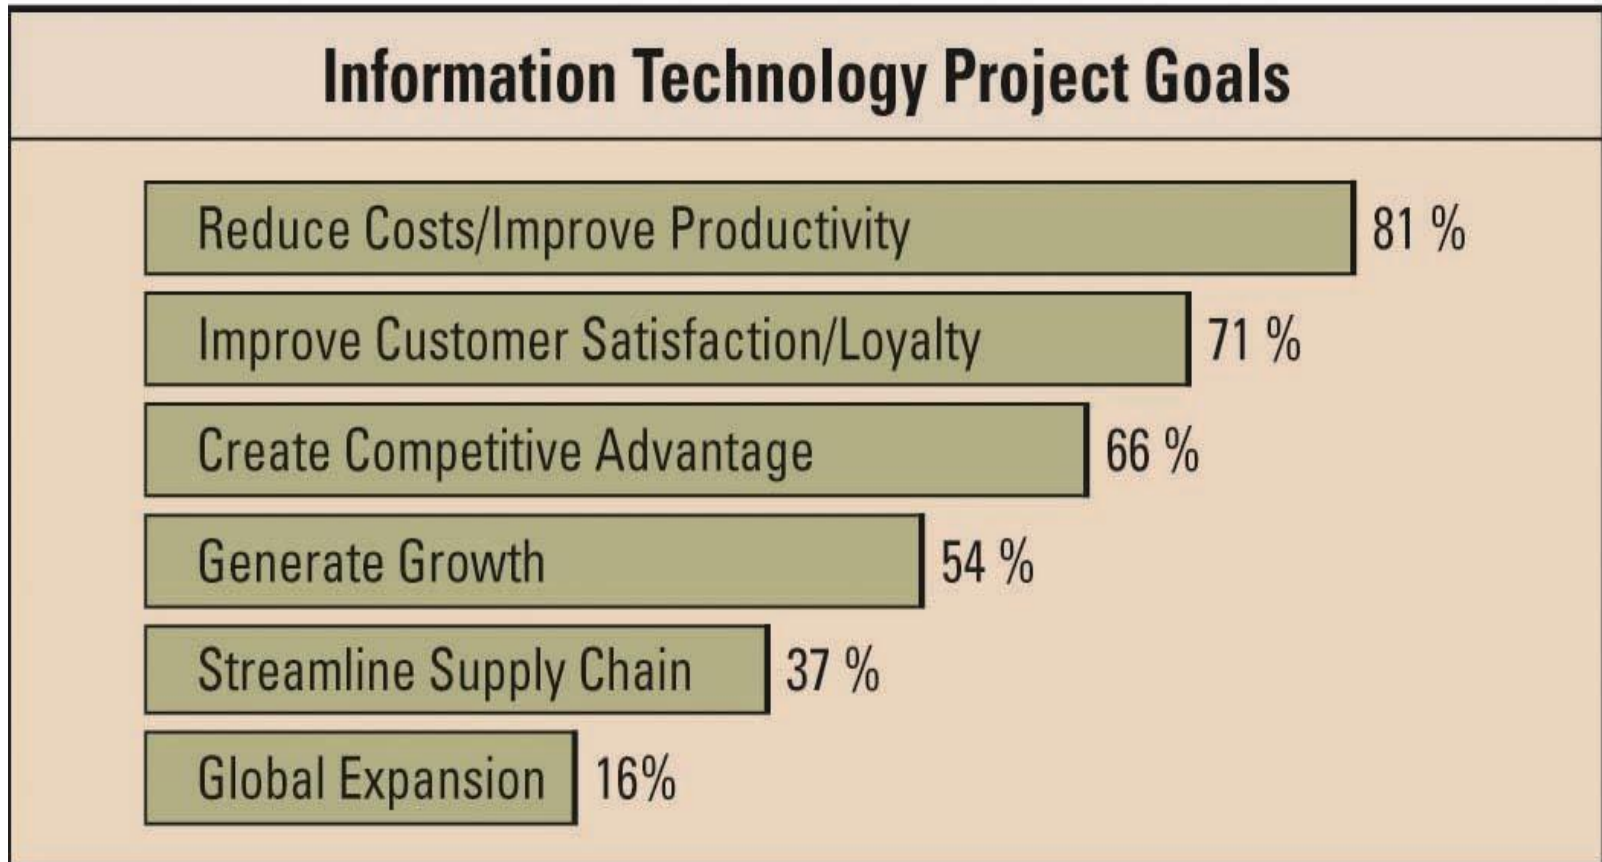 Information Technology Project Goals
Reduce Costs/Improve Productivity 81 %
Improve Customer Satisfaction/Loyalty 71 %
Create Competitive Advantage 66 %
Generate Growth 54 %
Streamline Supply Chain 37 %
Global Expansion 16%